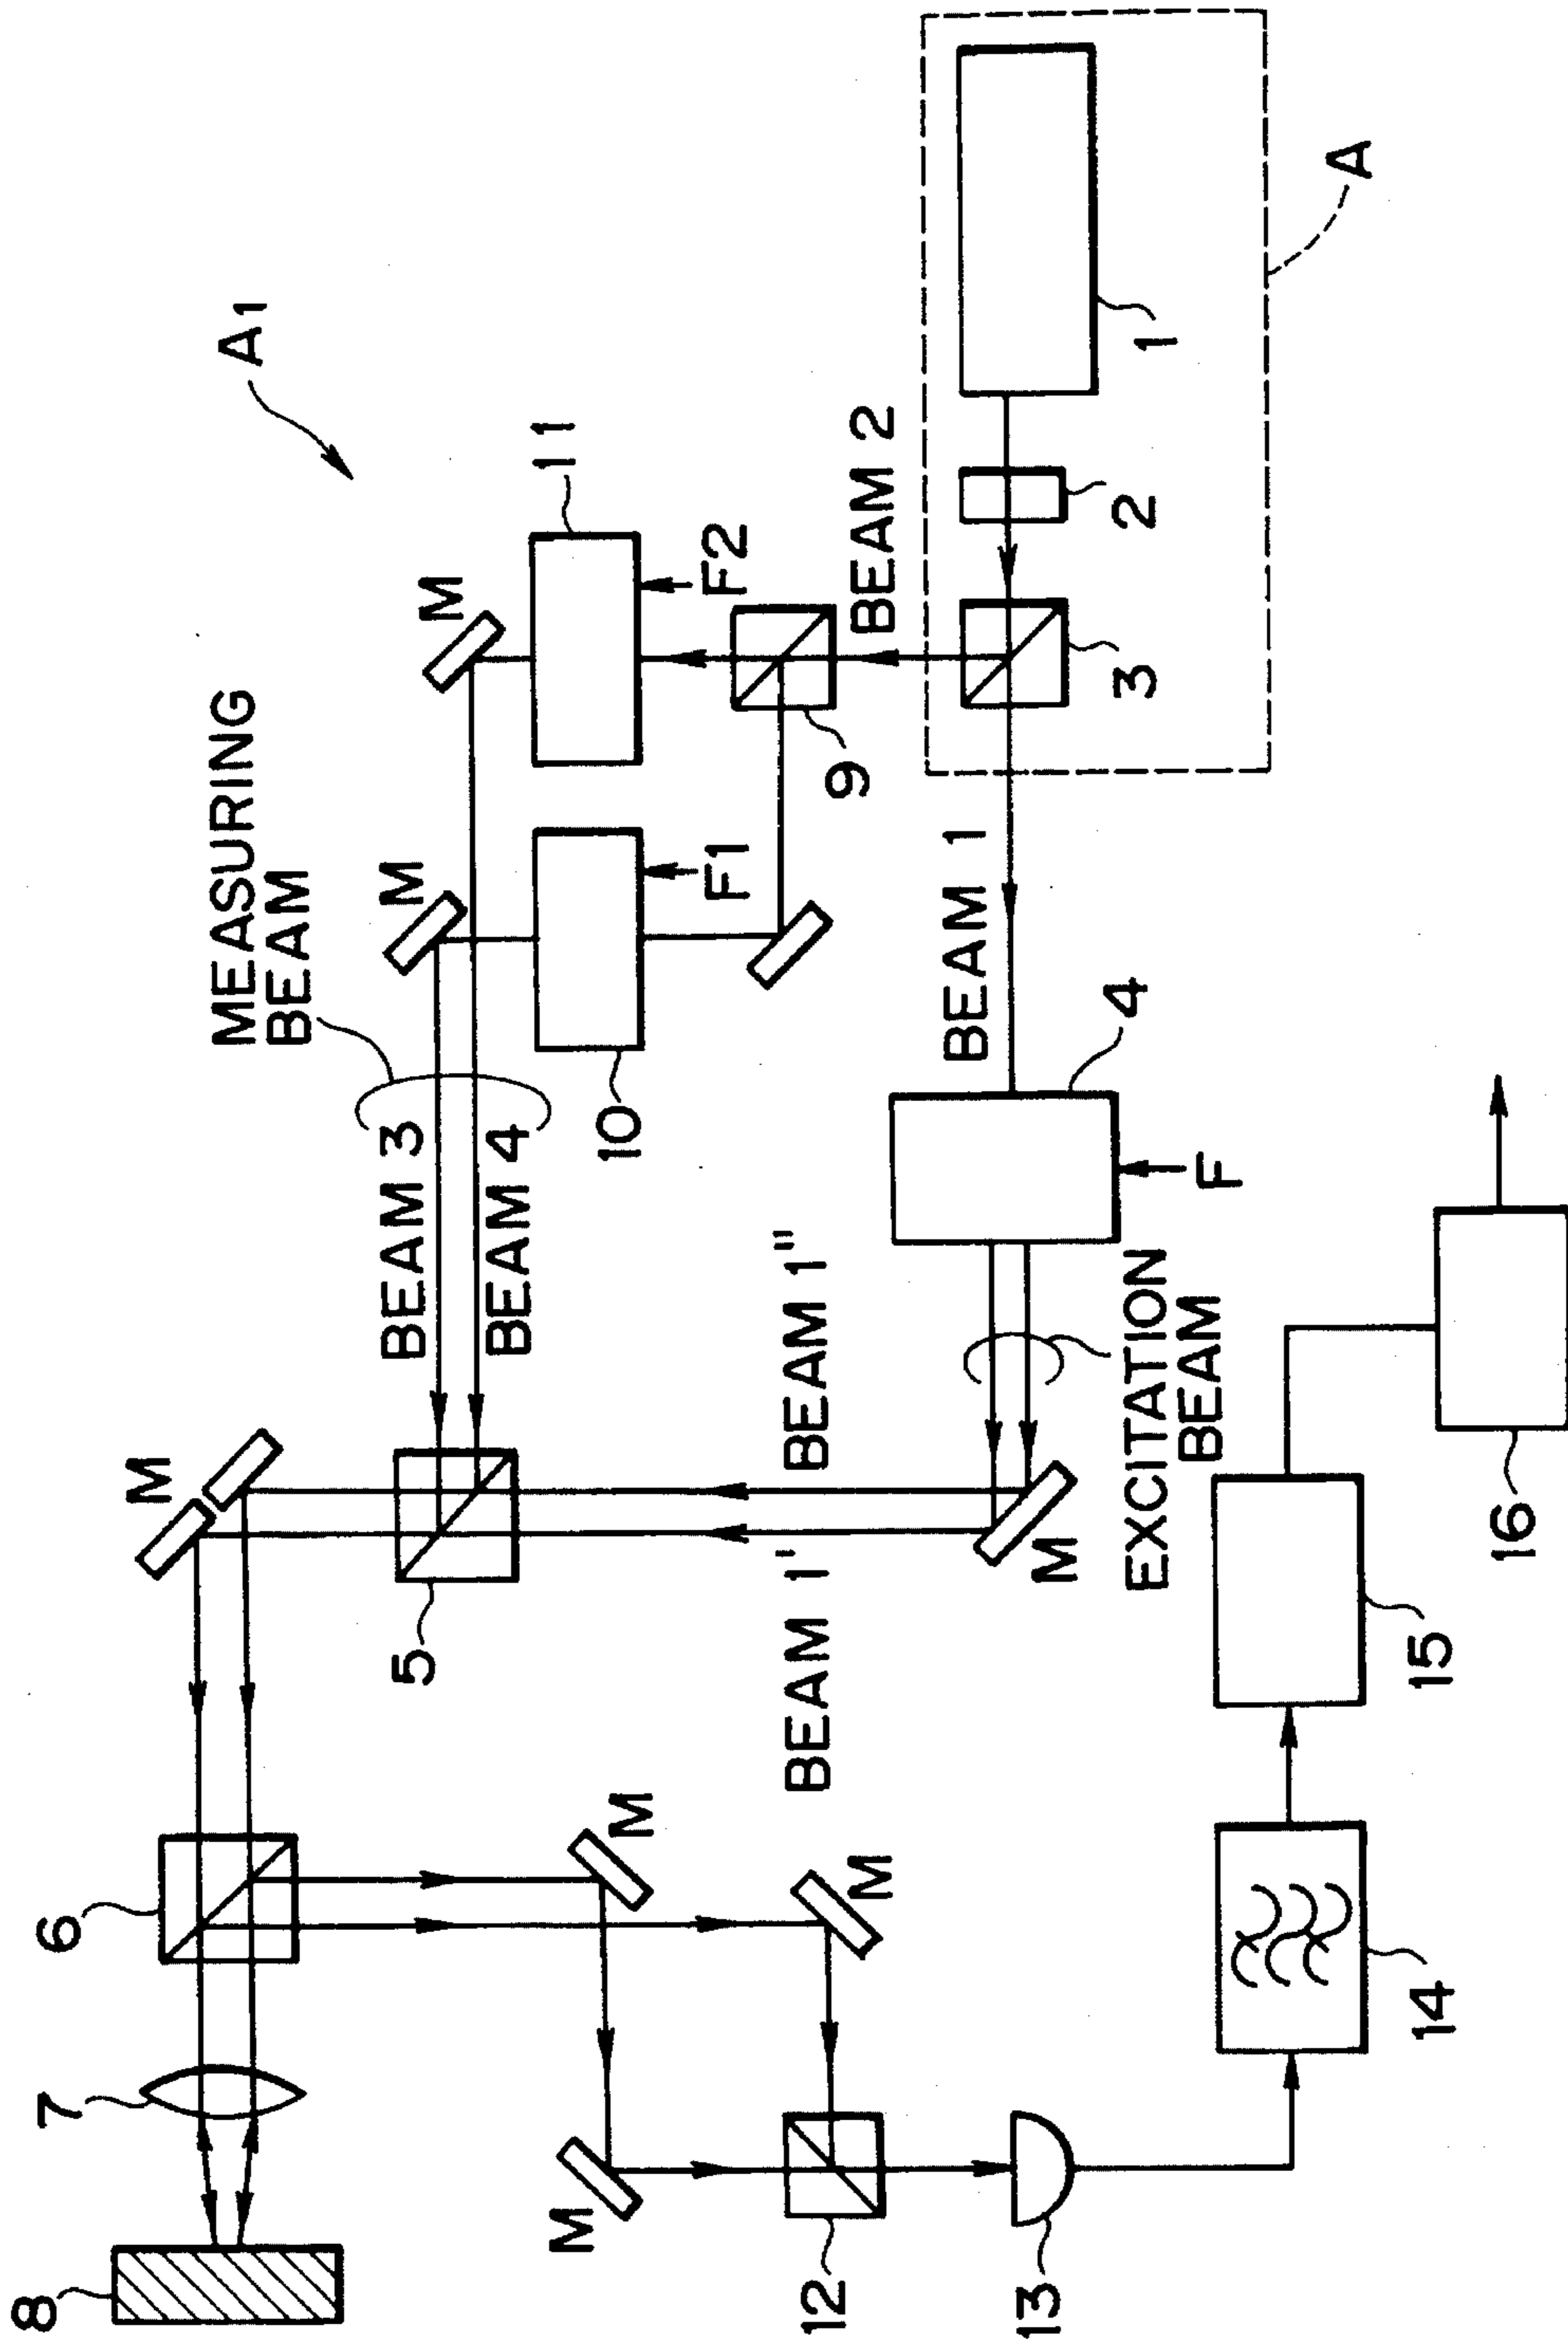 8
7
6
M
MEASURING
BEAM
A1
5
BEAM 3
BEAM 4
M
M
11
M
M
10
F1
F2
BEAM 1'
BEAM 1"
12
M
9
BEAM 2
BEAM 1
13
M
4
3
2
1
EXCITATION
BEAM
F
A
14
15
16